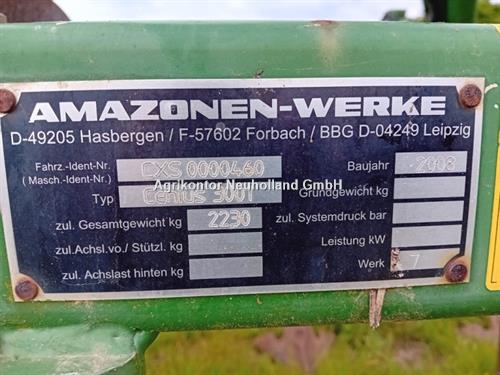 AMAZONEN-WERKE
D-49205 Hasbergen / F-57602 Forbach / BBG D-04249 Leipzig
Fahrz.-Ident-Nr. CXS 0000460 Baujahr 2008
(Masch.-Ident-Nr.) Grundgewicht kg
Agrikontor Neuholland GmbH
Typ Cenius 3001 zul. Systemdruck bar
zul. Gesamtgewicht kg 2230
zul.Achsl.vo./ Stützl. kg Leistung kW
zul. Achslast hinten kg Werk 7